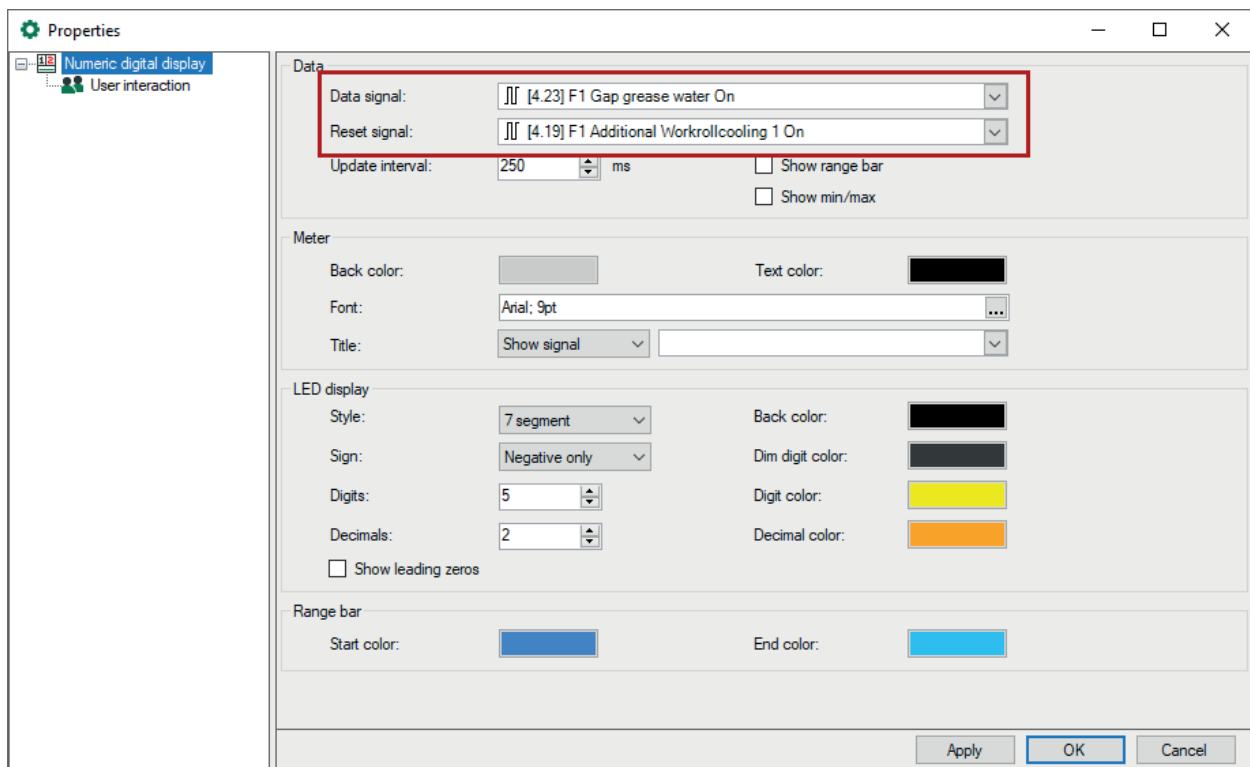 Properties
Numeric digital display
User interaction
Data
Data signal: [4.23] F1 Gap grease water On
Reset signal: [4.19] F1 Additional Workrollcooling 1 On
Update interval: 250 ms Show range bar
Show min/max
Meter
Back color: Text color:
Font: Arial; 9pt ...
Title: Show signal
LED display
Style: 7 segment Back color:
Sign: Negative only Dim digit color:
Digits: 5 Digit color:
Decimals: 2 Decimal color:
Show leading zeros
Range bar
Start color: End color:
Apply OK Cancel